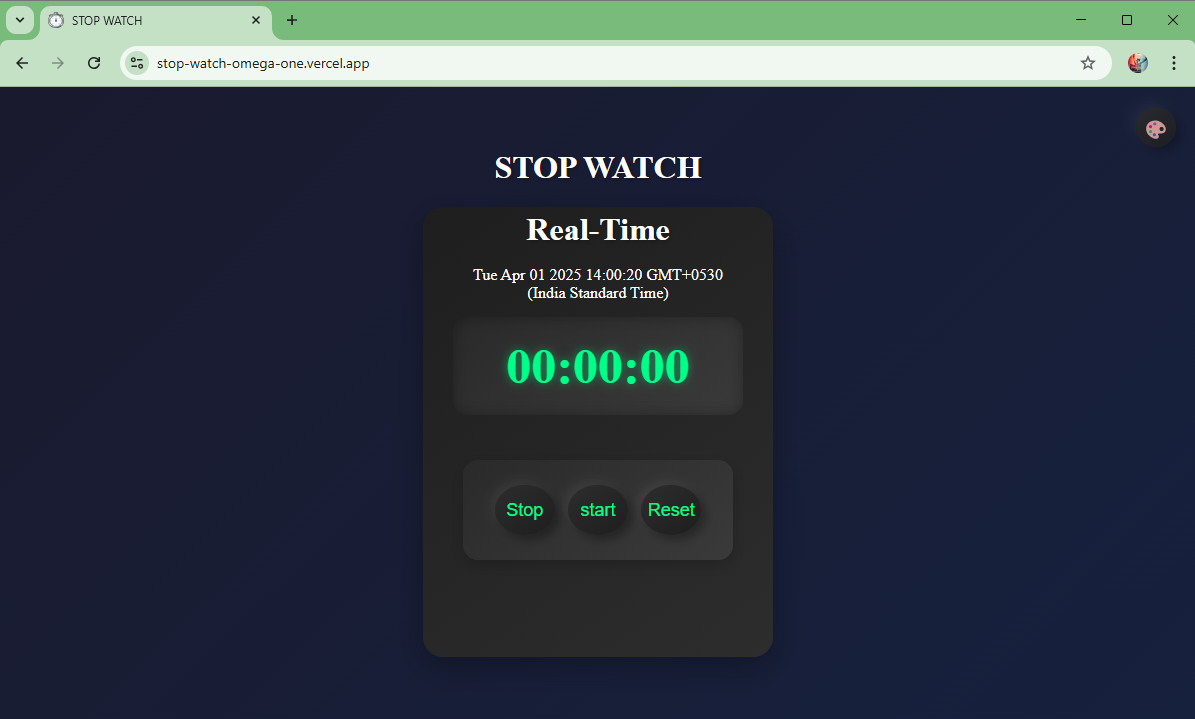 STOP WATCH
stop-watch-omega-one.vercel.app
STOP WATCH
Real-Time
Tue Apr 01 2025 14:00:20 GMT+0530
(India Standard Time)
00:00:00
Stop start Reset